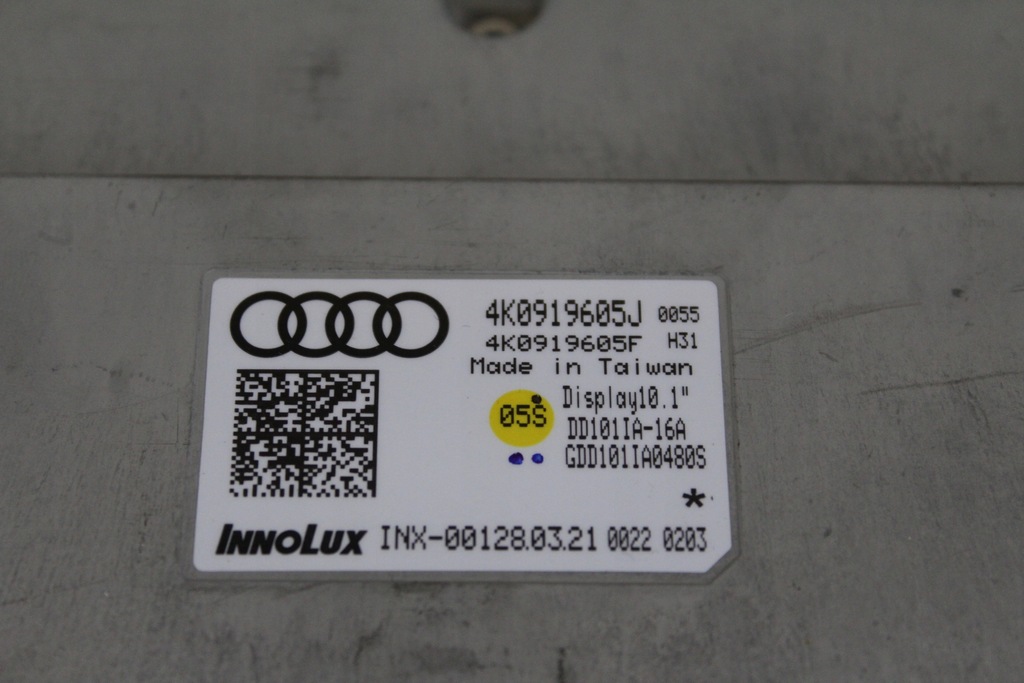 4K0919605J 0055
4K0919605F H31
Made in Taiwan
05S Display10.1"
DD101IA-16A
GDD101IA0480S
*
INNOLUX INX-00128.03.21 0022 0203